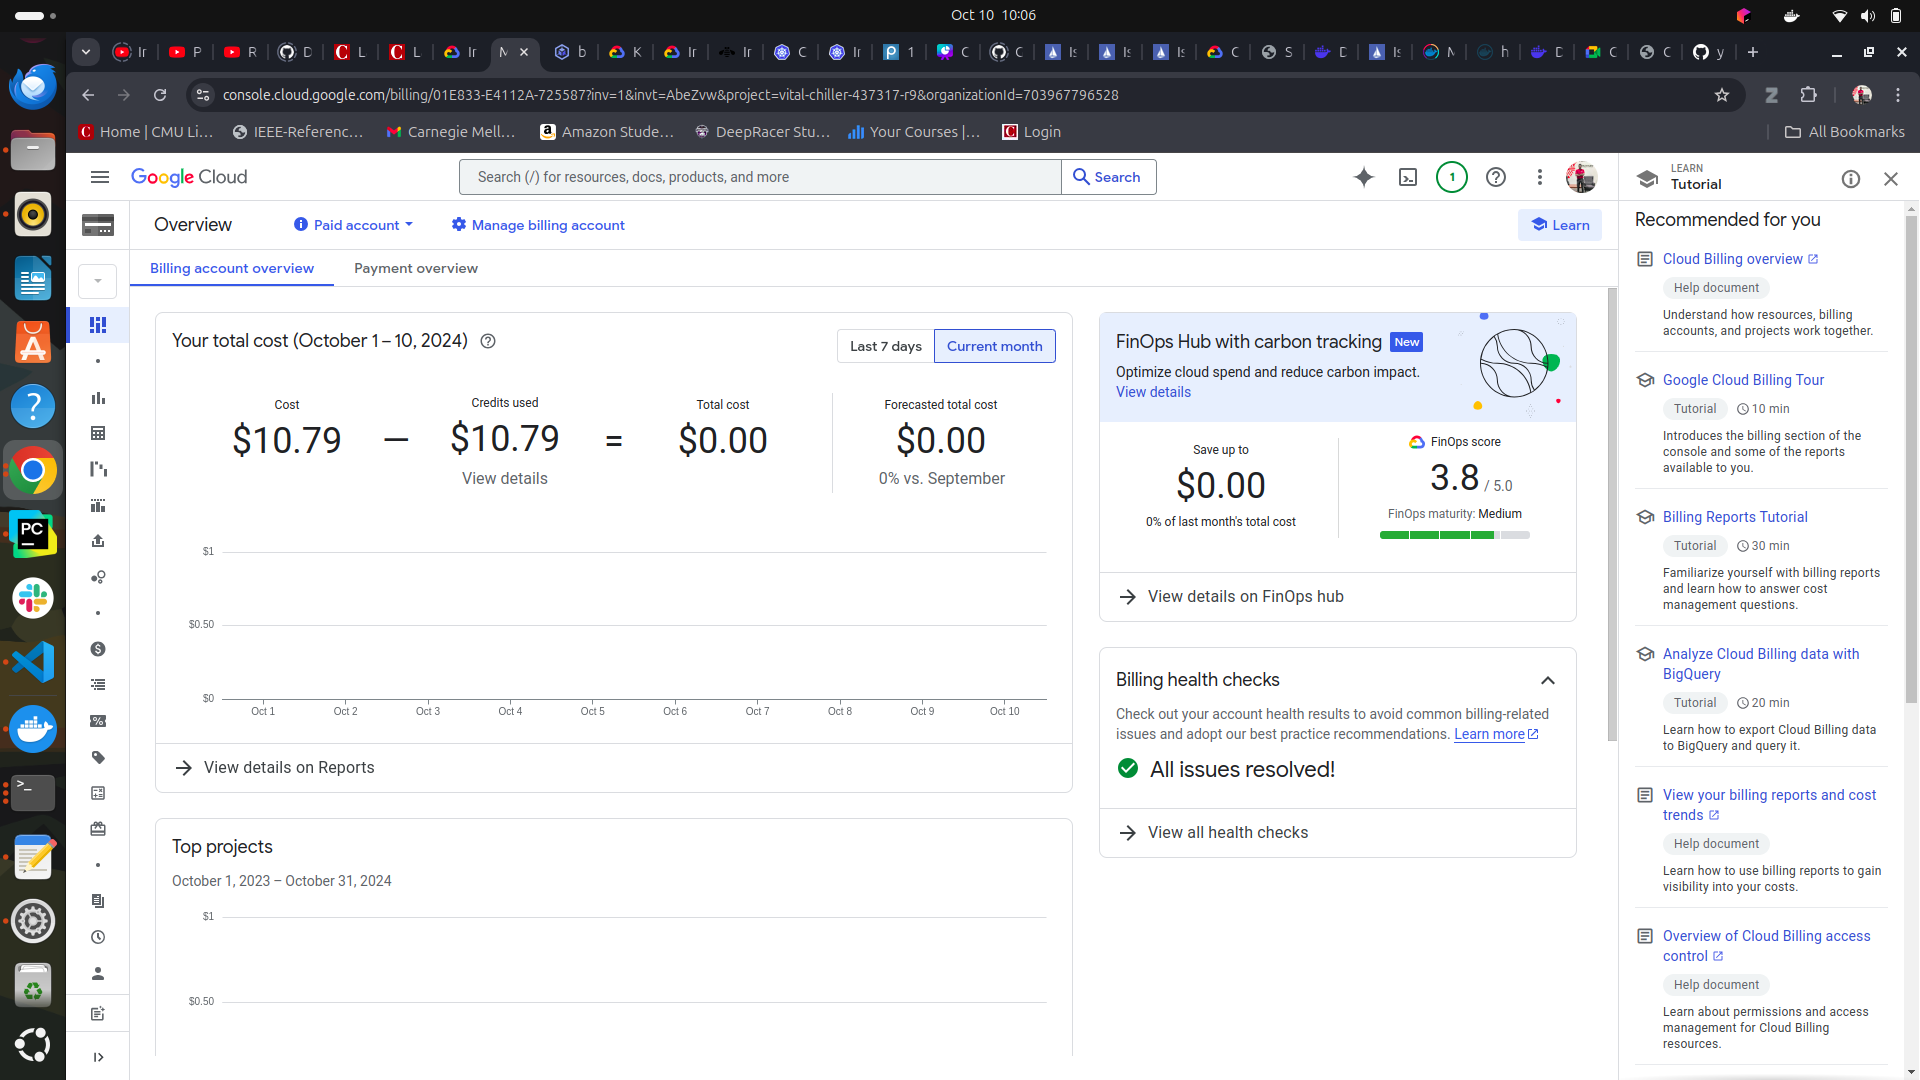 Oct 10 10:06
console.cloud.google.com/billing/01E833-E4112A-725587?inv=1&invt=AbeZvw&project=vital-chiller-437317-r9&organizationId=703967796528
Home | CMU Li...
IEEE-Referenc...
Carnegie Mell...
Amazon Stude...
DeepRacer Stu...
Your Courses |...
Login
All Bookmarks
Google Cloud
Search (/) for resources, docs, products, and more
Search
1
Overview
Paid account
Manage billing account
Learn
Billing account overview
Payment overview
Your total cost (October 1 – 10, 2024)
Last 7 days
Current month
Cost
$10.79
—
Credits used
$10.79
View details
=
Total cost
$0.00
Forecasted total cost
$0.00
0% vs. September
$1
$0.50
$0
Oct 1 Oct 2 Oct 3 Oct 4 Oct 5 Oct 6 Oct 7 Oct 8 Oct 9 Oct 10
View details on Reports
Top projects
October 1, 2023 – October 31, 2024
$1
$0.50
FinOps Hub with carbon tracking New
Optimize cloud spend and reduce carbon impact.
View details
Save up to
$0.00
0% of last month's total cost
FinOps score
3.8 / 5.0
FinOps maturity: Medium
View details on FinOps hub
Billing health checks
Check out your account health results to avoid common billing-related
issues and adopt our best practice recommendations. Learn more
All issues resolved!
View all health checks
LEARN
Tutorial
Recommended for you
Cloud Billing overview
Help document
Understand how resources, billing
accounts, and projects work together.
Google Cloud Billing Tour
Tutorial 10 min
Introduces the billing section of the
console and some of the reports
available to you.
Billing Reports Tutorial
Tutorial 30 min
Familiarize yourself with billing reports
and learn how to answer cost
management questions.
Analyze Cloud Billing data with
BigQuery
Tutorial 20 min
Learn how to export Cloud Billing data
to BigQuery and query it.
View your billing reports and cost
trends
Help document
Learn how to use billing reports to gain
visibility into your costs.
Overview of Cloud Billing access
control
Help document
Learn about permissions and access
management for Cloud Billing
resources.